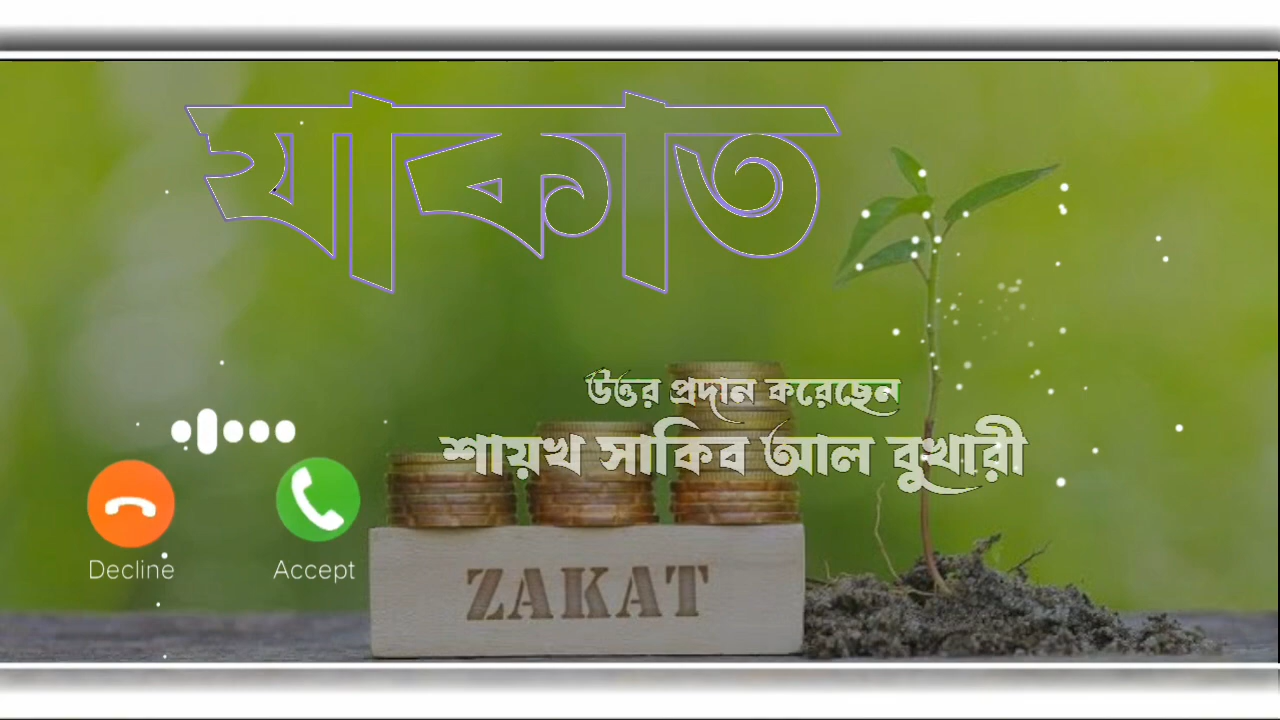 যাকাত
উত্তর প্রদান করেছেন
শায়খ সাকিব আল বুখারী
Decline
Accept
ZAKAT